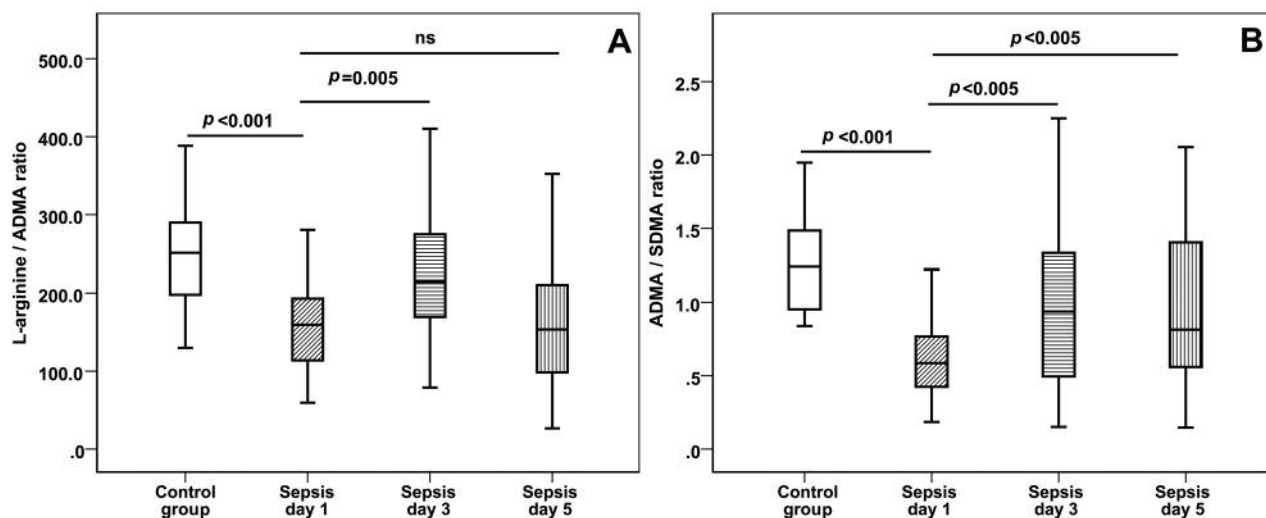 A
ns
p=0.005
p<0.001
500.0
400.0
300.0
200.0
100.0
.0
L-arginine / ADMA ratio
Control group
Sepsis day 1
Sepsis day 3
Sepsis day 5
B
p<0.005
p<0.005
p<0.001
2.5
2.0
1.5
1.0
.5
.0
ADMA / SDMA ratio
Control group
Sepsis day 1
Sepsis day 3
Sepsis day 5